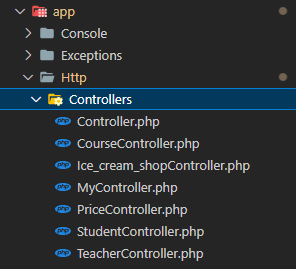 app
Console
Exceptions
Http
Controllers
php Controller.php
php CourseController.php
php Ice_cream_shopController.php
php MyController.php
php PriceController.php
php StudentController.php
php TeacherController.php